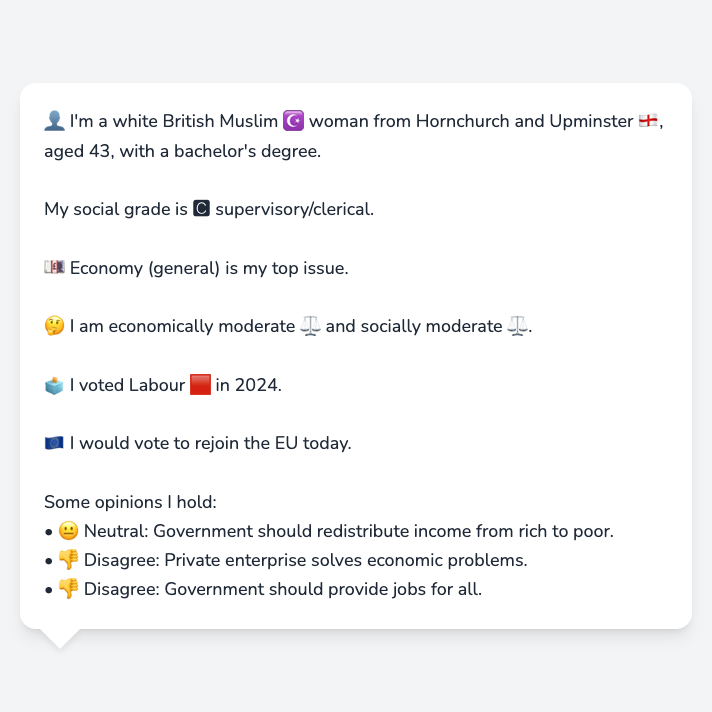 👤 I'm a white British Muslim ☪️ woman from Hornchurch and Upminster 🏴󠁧󠁢󠁥󠁮󠁧󠁿,
aged 43, with a bachelor's degree.
My social grade is 🅲 supervisory/clerical.
💷 Economy (general) is my top issue.
🤔 I am economically moderate ⚖️ and socially moderate ⚖️.
🗳️ I voted Labour 🟥 in 2024.
🇪🇺 I would vote to rejoin the EU today.
Some opinions I hold:
• 😐 Neutral: Government should redistribute income from rich to poor.
• 👎 Disagree: Private enterprise solves economic problems.
• 👎 Disagree: Government should provide jobs for all.